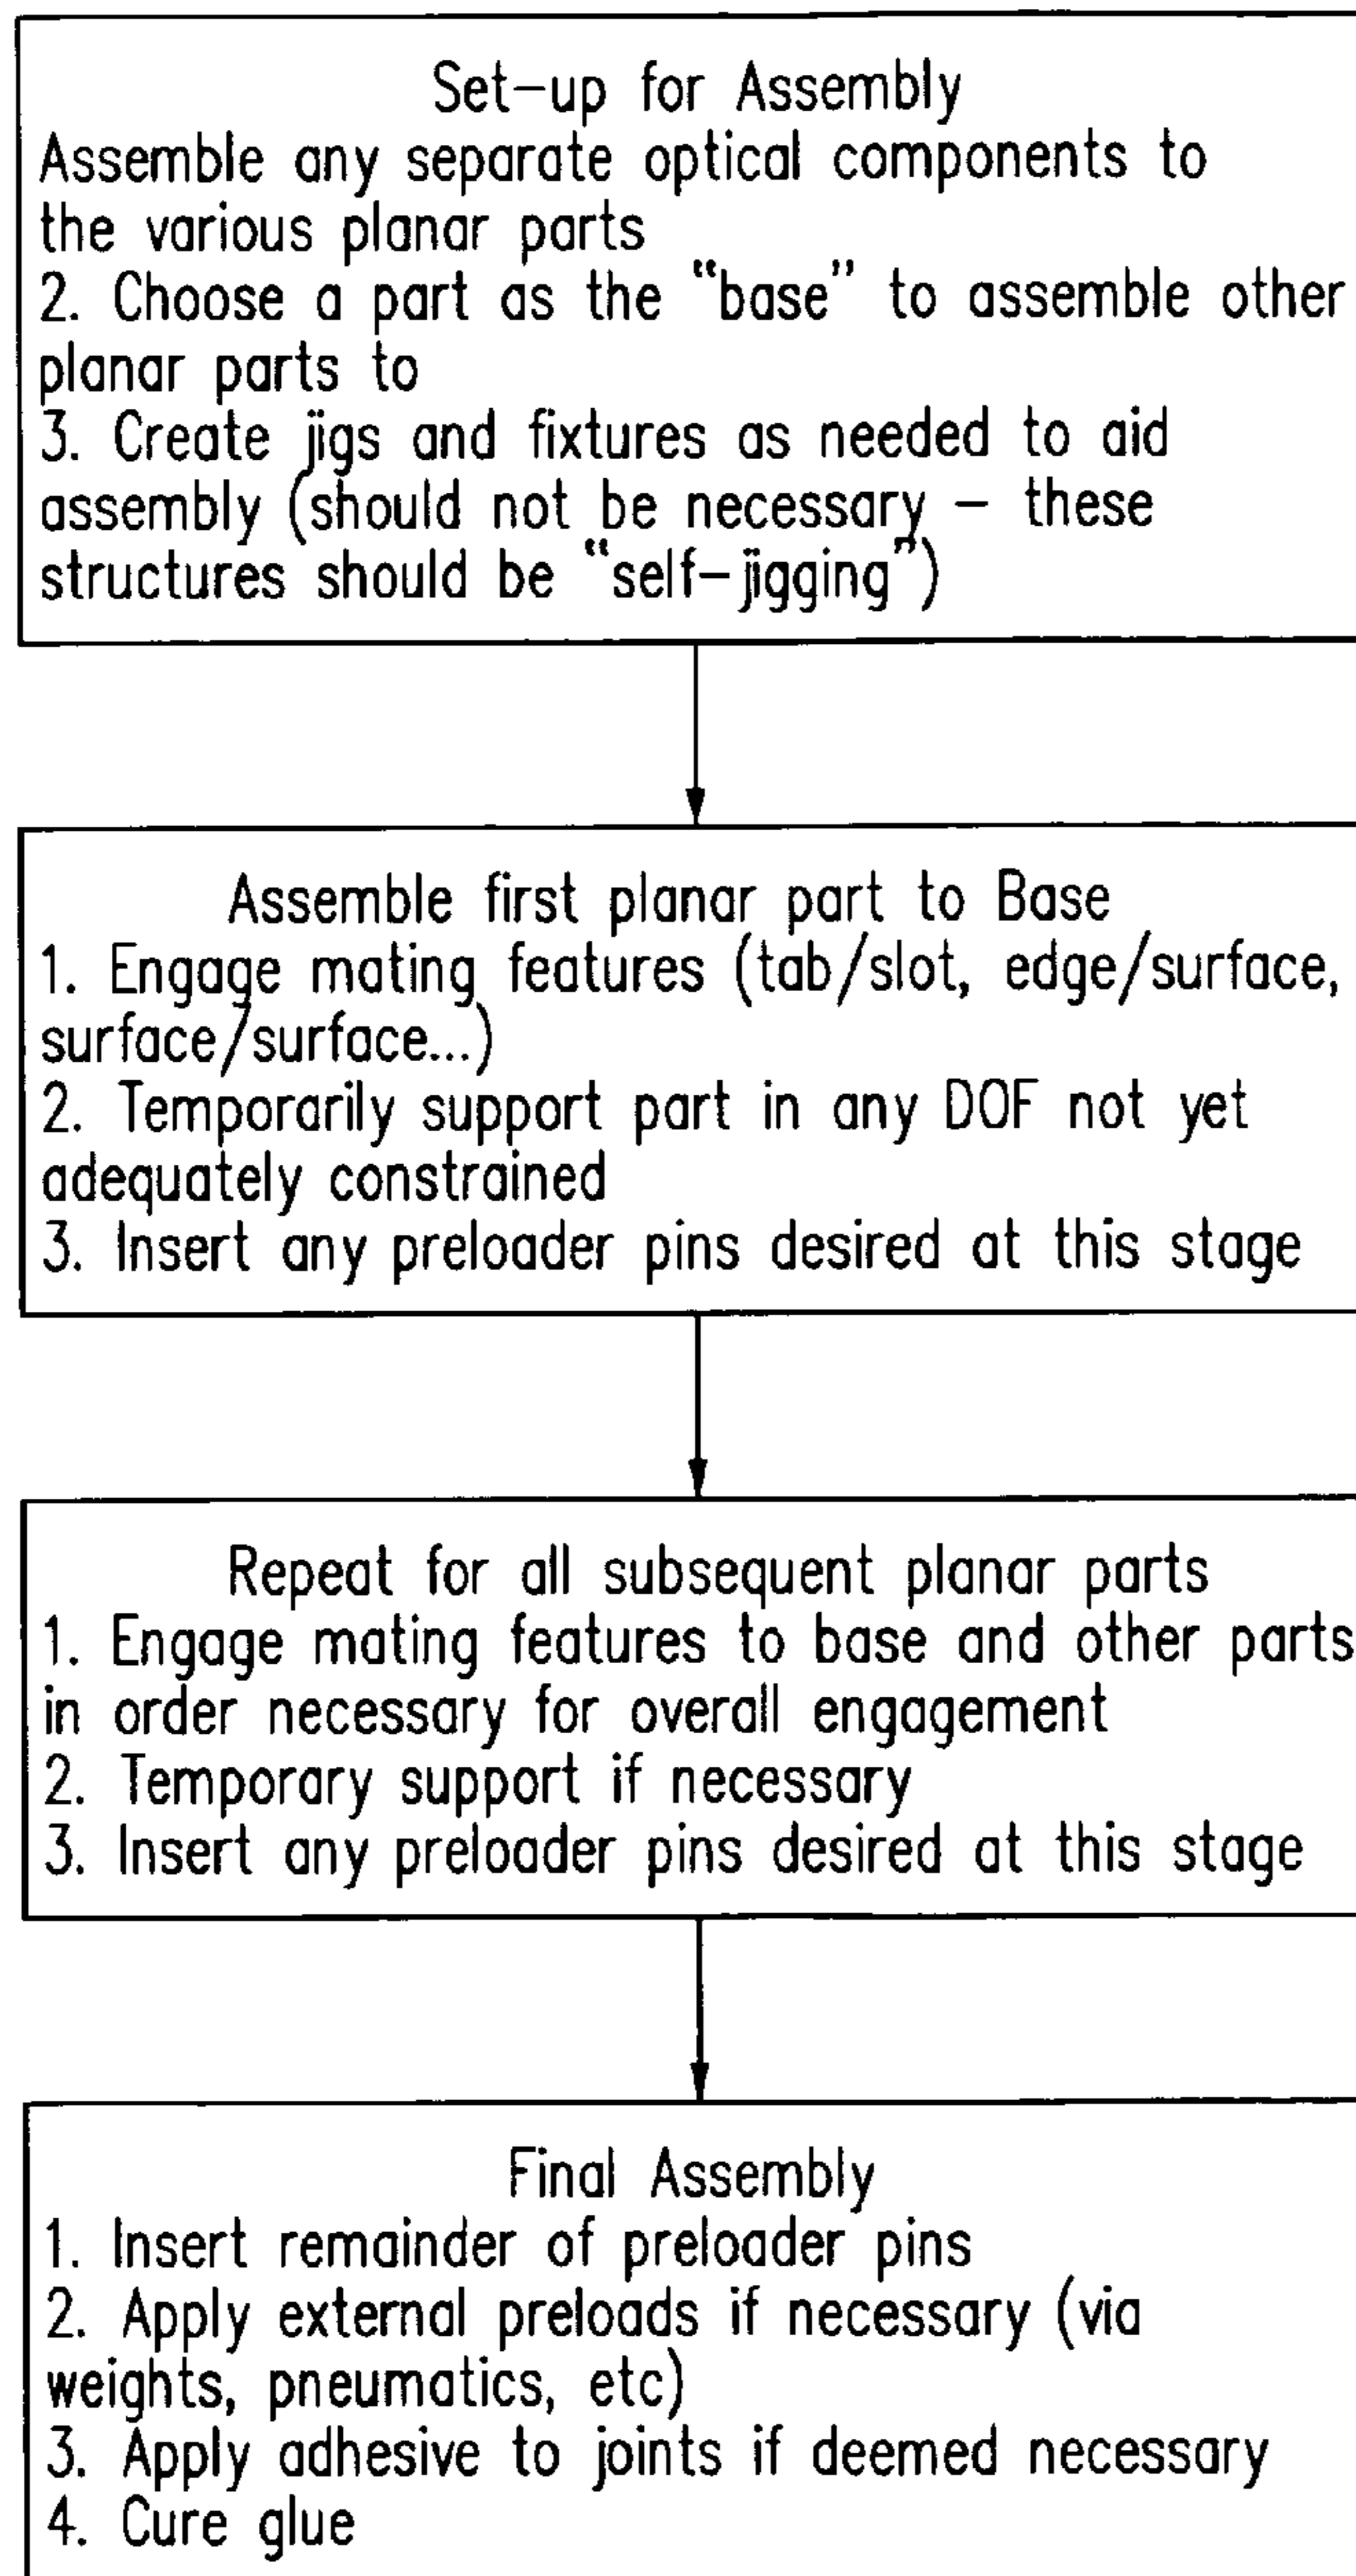 Set-up for Assembly
Assemble any separate optical components to
the various planar parts
2. Choose a part as the “base” to assemble other
planar parts to
3. Create jigs and fixtures as needed to aid
assembly (should not be necessary – these
structures should be “self-jigging”)
Assemble first planar part to Base
1. Engage mating features (tab/slot, edge/surface,
surface/surface...)
2. Temporarily support part in any DOF not yet
adequately constrained
3. Insert any preloader pins desired at this stage
Repeat for all subsequent planar parts
1. Engage mating features to base and other parts
in order necessary for overall engagement
2. Temporary support if necessary
3. Insert any preloader pins desired at this stage
Final Assembly
1. Insert remainder of preloader pins
2. Apply external preloads if necessary (via
weights, pneumatics, etc)
3. Apply adhesive to joints if deemed necessary
4. Cure glue